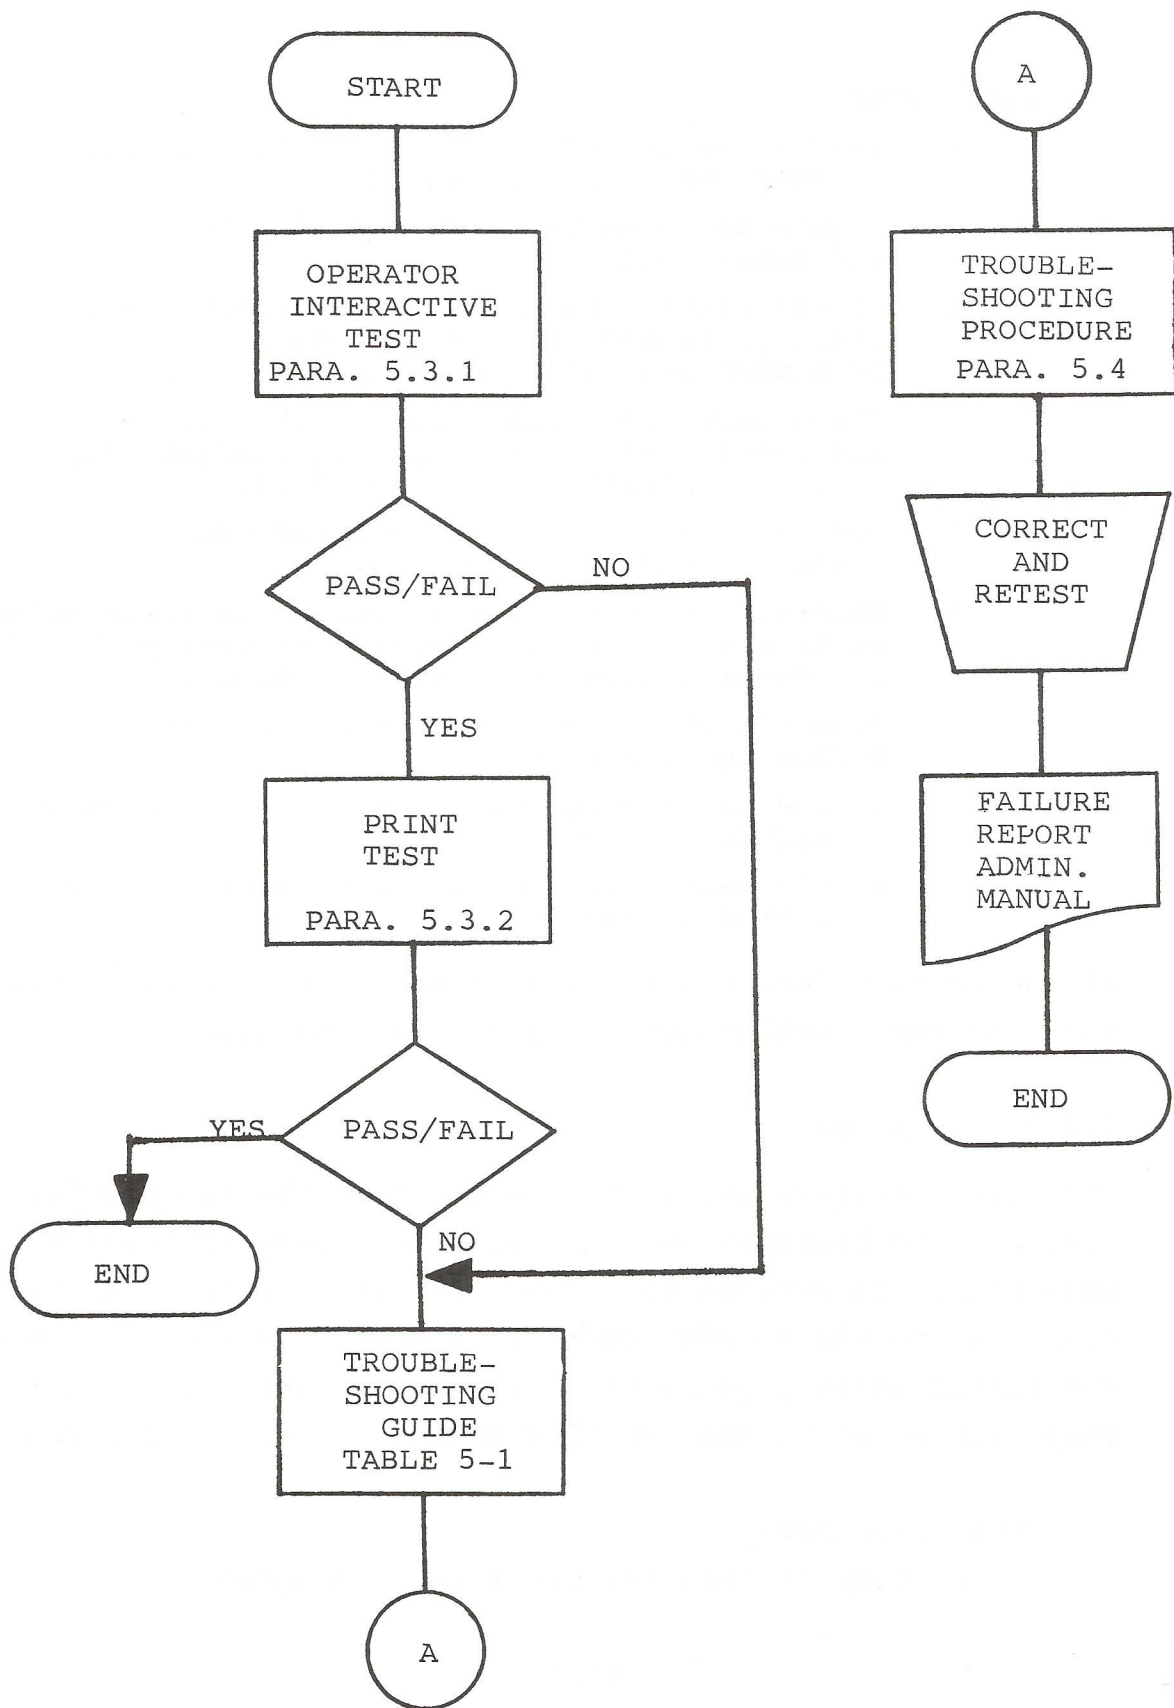 START
OPERATOR
INTERACTIVE
TEST
PARA. 5.3.1
PASS/FAIL
NO
YES
PRINT
TEST
PARA. 5.3.2
PASS/FAIL
YES
END
NO
TROUBLE-
SHOOTING
GUIDE
TABLE 5-1
A
A
TROUBLE-
SHOOTING
PROCEDURE
PARA. 5.4
CORRECT
AND
RETEST
FAILURE
REPORT
ADMIN.
MANUAL
END